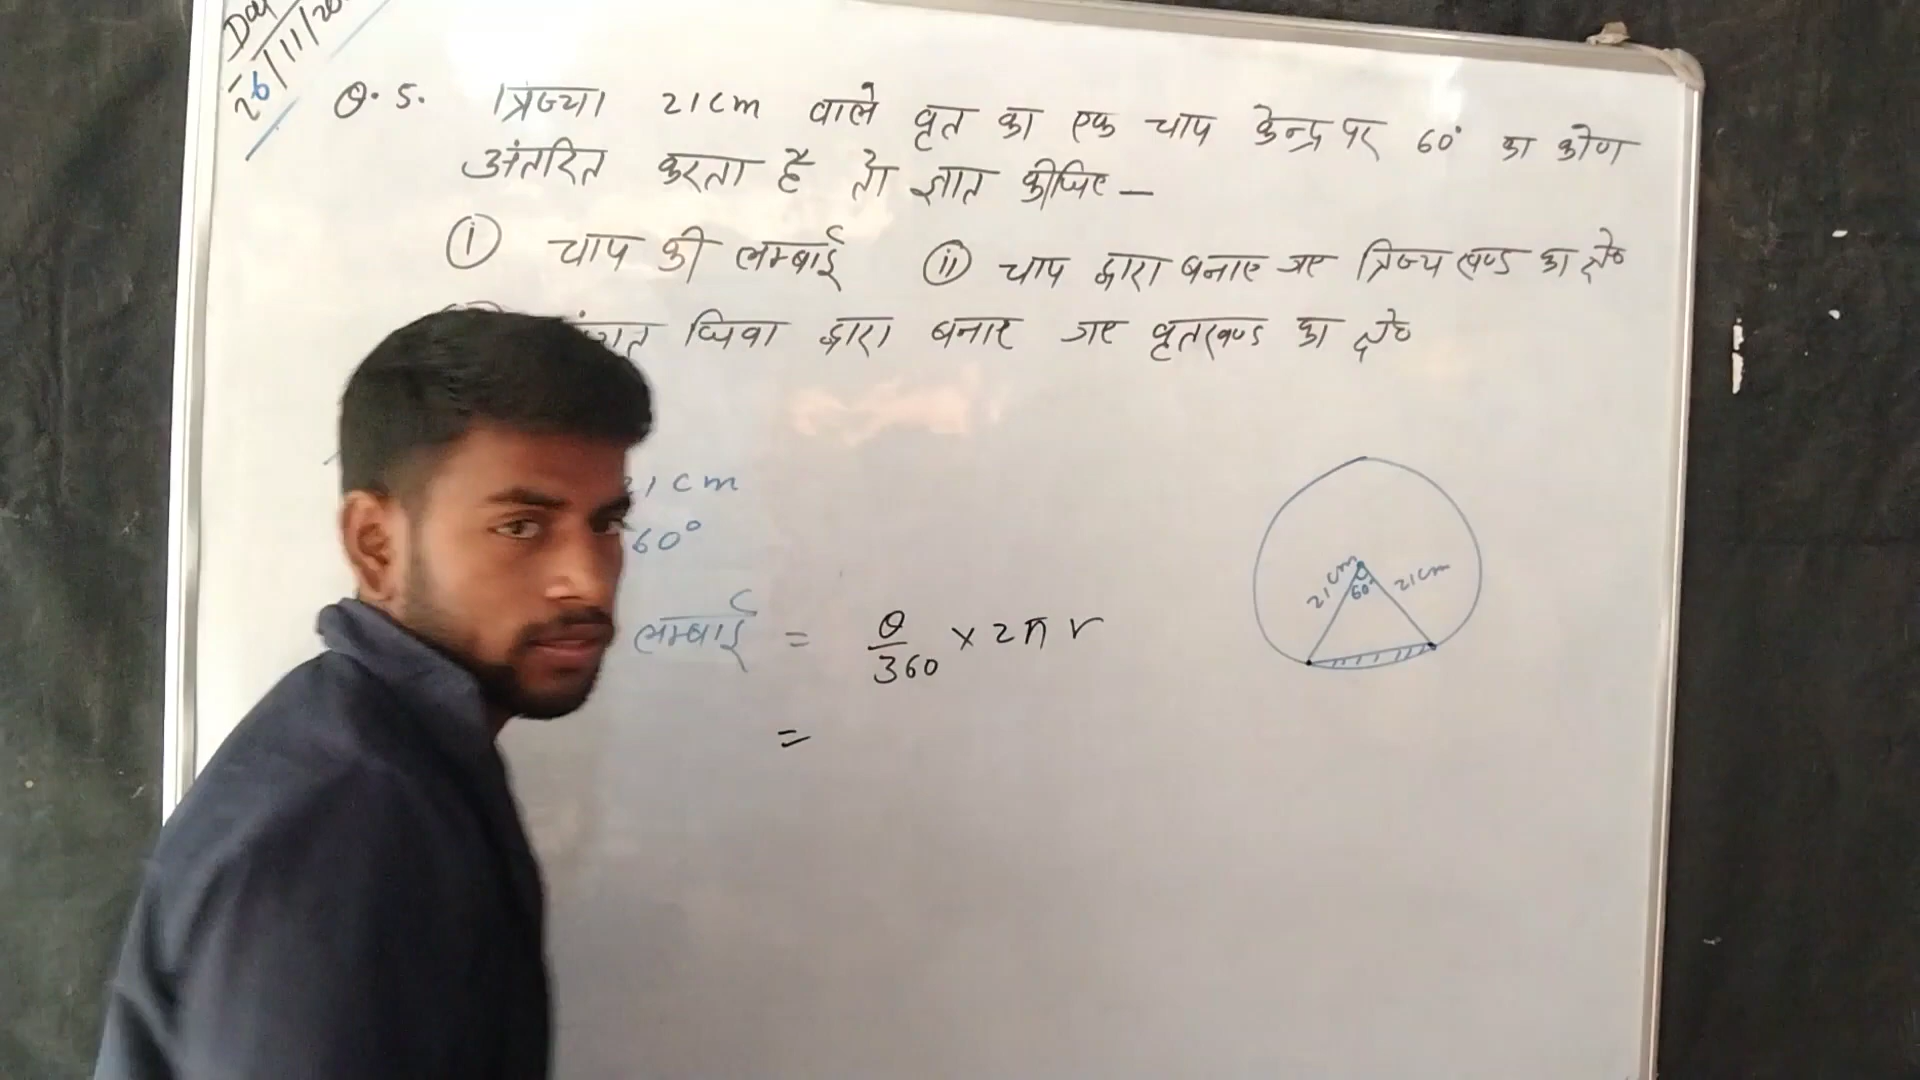 Day
26/11/20
Q. 5. त्रिज्या 21cm वाले वृत का एक चाप केन्द्र पर 60° का कोण
अंतरित करता है तो ज्ञात कीजिए –
(i) चाप की लम्बाई (ii) चाप द्वारा बनाए गए त्रिज्यखण्ड का क्षे०
जिवा द्वारा बनाए गए वृतखण्ड का क्षे०
21 cm
60°
लम्बाई = θ/360 × 2πr
=
21cm 60° 21cm